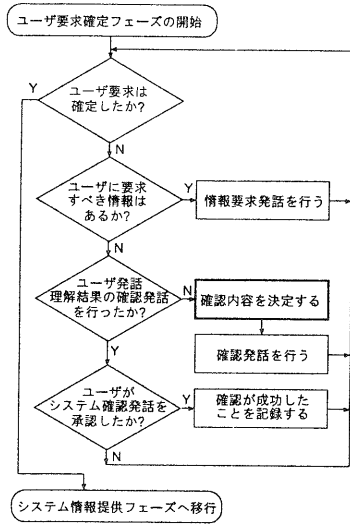 ユーザ要求確定フェーズの開始
Y
ユーザ要求は
確定したか?
N
ユーザに要求
すべき情報は
あるか?
Y
情報要求発話を行う
N
ユーザ発話
理解結果の確認発話
を行ったか?
N
確認内容を決定する
確認発話を行う
Y
ユーザが
システム確認発話を
承認したか?
Y
確認が成功した
ことを記録する
N
システム情報提供フェーズへ移行